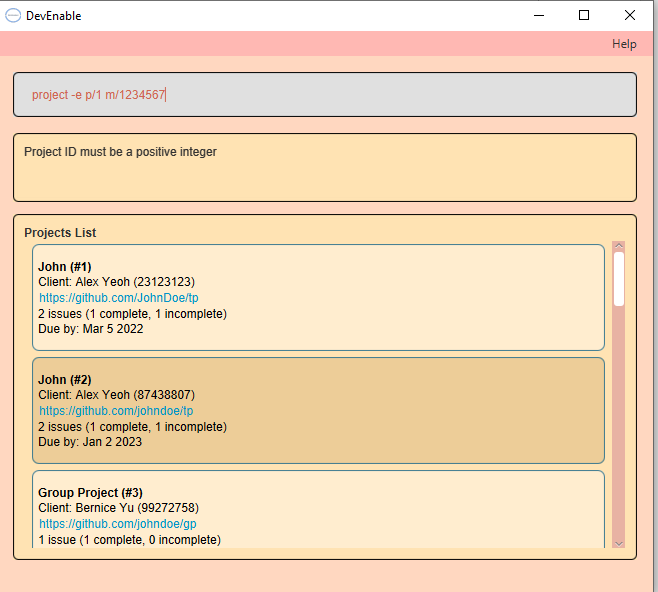 DevEnable
Help
project -e p/1 m/1234567
Project ID must be a positive integer
Projects List
John (#1)
Client: Alex Yeoh (23123123)
https://github.com/JohnDoe/tp
2 issues (1 complete, 1 incomplete)
Due by: Mar 5 2022
John (#2)
Client: Alex Yeoh (87438807)
https://github.com/johndoe/tp
2 issues (1 complete, 1 incomplete)
Due by: Jan 2 2023
Group Project (#3)
Client: Bernice Yu (99272758)
https://github.com/johndoe/gp
1 issue (1 complete, 0 incomplete)